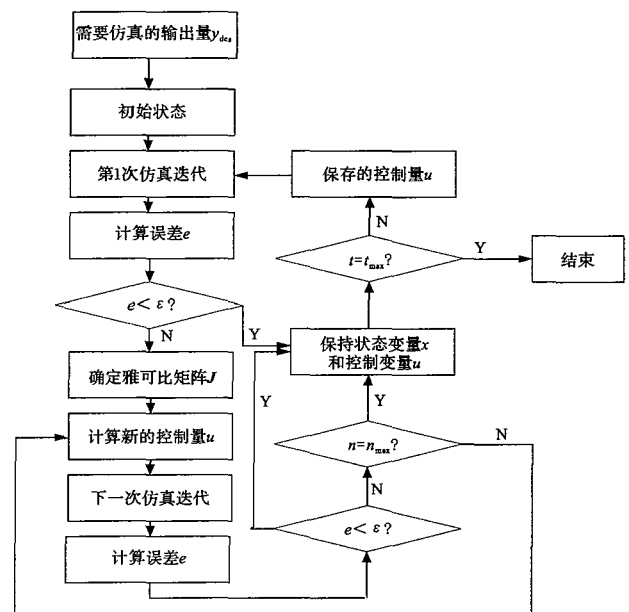 需要仿真的输出量y_des
初始状态
第1次仿真迭代
计算误差e
e<ε?
Y
N
确定雅可比矩阵J
计算新的控制量u
下一次仿真迭代
计算误差e
保存的控制量u
N
t=t_max?
Y
结束
保持状态变量x
和控制变量u
Y
Y
n=n_max?
N
N
e<ε?